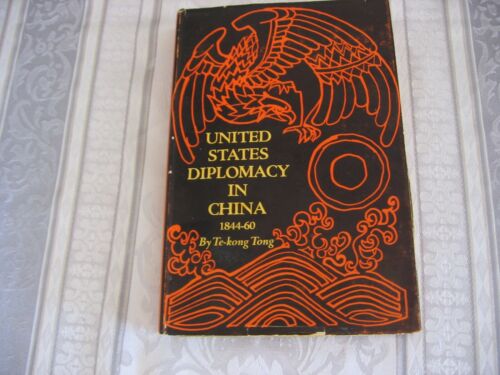 UNITED
STATES
DIPLOMACY
IN
CHINA
1844-60
By Te-kong Tong